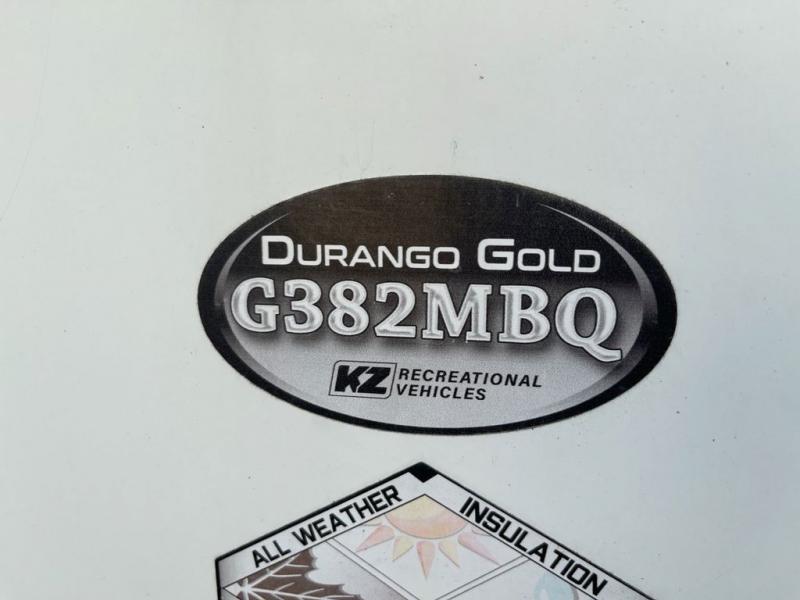 DURANGO GOLD
G382MBQ
KZ RECREATIONAL
VEHICLES
ALL WEATHER INSULATION